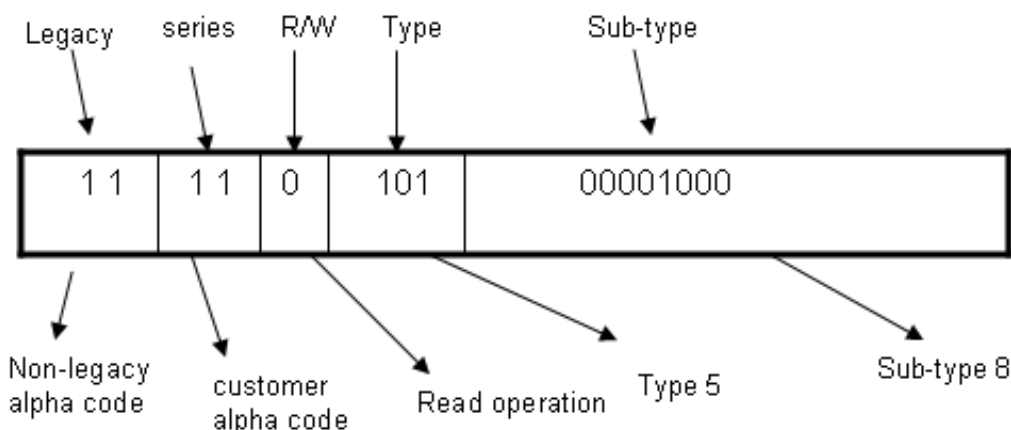 Legacy series R/W Type Sub-type
1 1 1 1 0 101 00001000
Non-legacy
alpha code
customer
alpha code
Read operation
Type 5
Sub-type 8